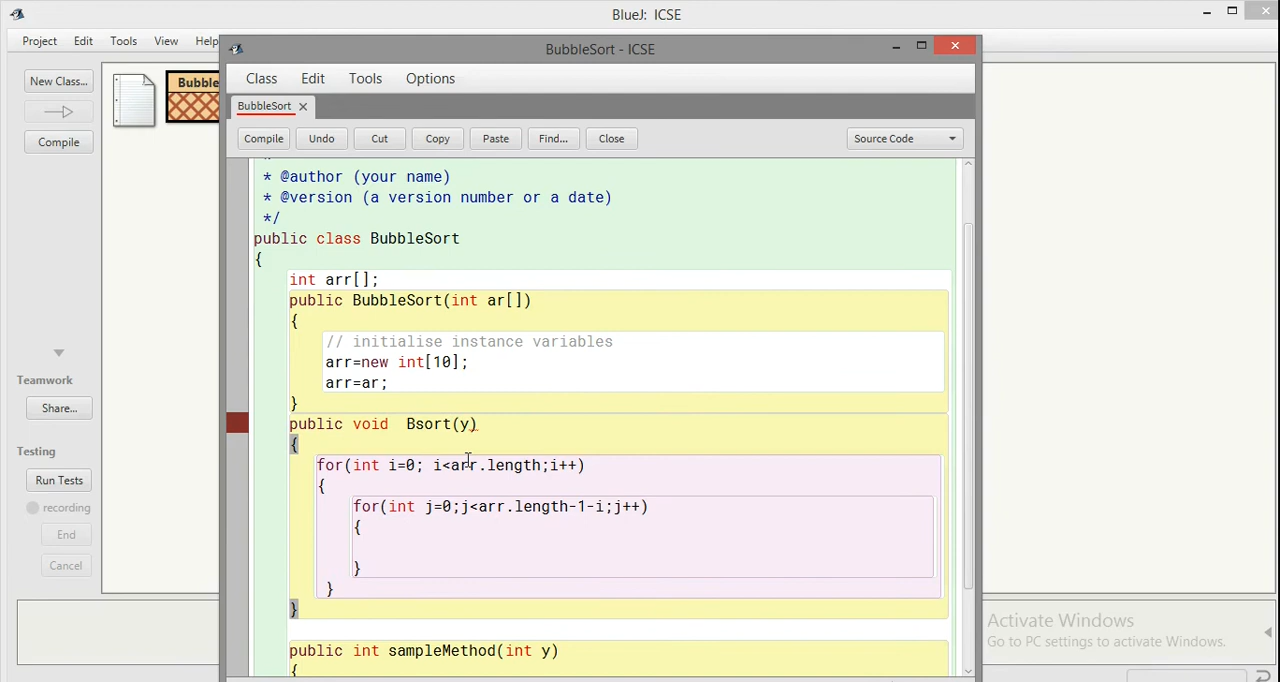 BlueJ: ICSE
Project Edit Tools View Help
New Class...
Compile
Teamwork
Share...
Testing
Run Tests
recording
End
Cancel
Bubble
BubbleSort - ICSE
Class Edit Tools Options
BubbleSort
Compile Undo Cut Copy Paste Find... Close Source Code
* @author (your name)
* @version (a version number or a date)
*/
public class BubbleSort
{
int arr[];
public BubbleSort(int ar[])
{
// initialise instance variables
arr=new int[10];
arr=ar;
}
public void  Bsort(y)
{
for(int i=0; i<arr.length;i++)
{
for(int j=0;j<arr.length-1-i;j++)
{
}
}
}
public int sampleMethod(int y)
{
Activate Windows
Go to PC settings to activate Windows.